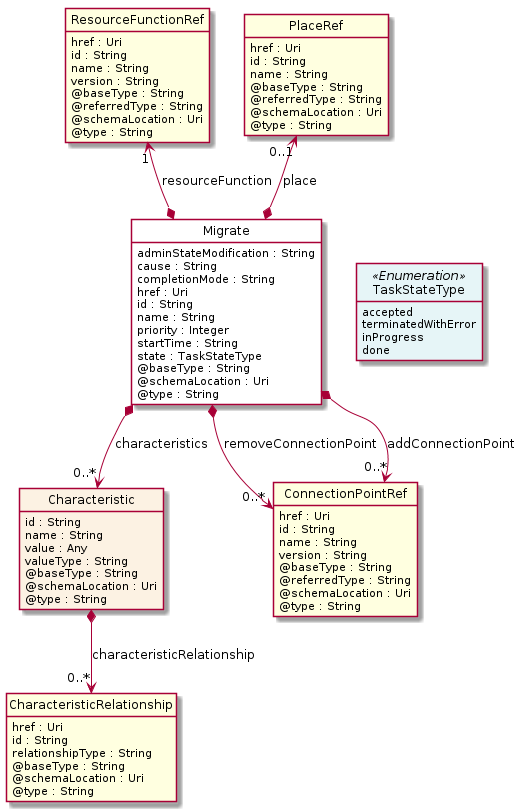 ResourceFunctionRef
href : Uri
id : String
name : String
version : String
@baseType : String
@referredType : String
@schemaLocation : Uri
@type : String
PlaceRef
href : Uri
id : String
name : String
@baseType : String
@referredType : String
@schemaLocation : Uri
@type : String
1
0..1
resourceFunction
place
Migrate
adminStateModification : String
cause : String
completionMode : String
href : Uri
id : String
name : String
priority : Integer
startTime : String
state : TaskStateType
@baseType : String
@schemaLocation : Uri
@type : String
«Enumeration»
TaskStateType
accepted
terminatedWithError
inProgress
done
characteristics
removeConnectionPoint
addConnectionPoint
0..*
0..*
0..*
Characteristic
id : String
name : String
value : Any
valueType : String
@baseType : String
@schemaLocation : Uri
@type : String
ConnectionPointRef
href : Uri
id : String
name : String
version : String
@baseType : String
@referredType : String
@schemaLocation : Uri
@type : String
characteristicRelationship
0..*
CharacteristicRelationship
href : Uri
id : String
relationshipType : String
@baseType : String
@schemaLocation : Uri
@type : String